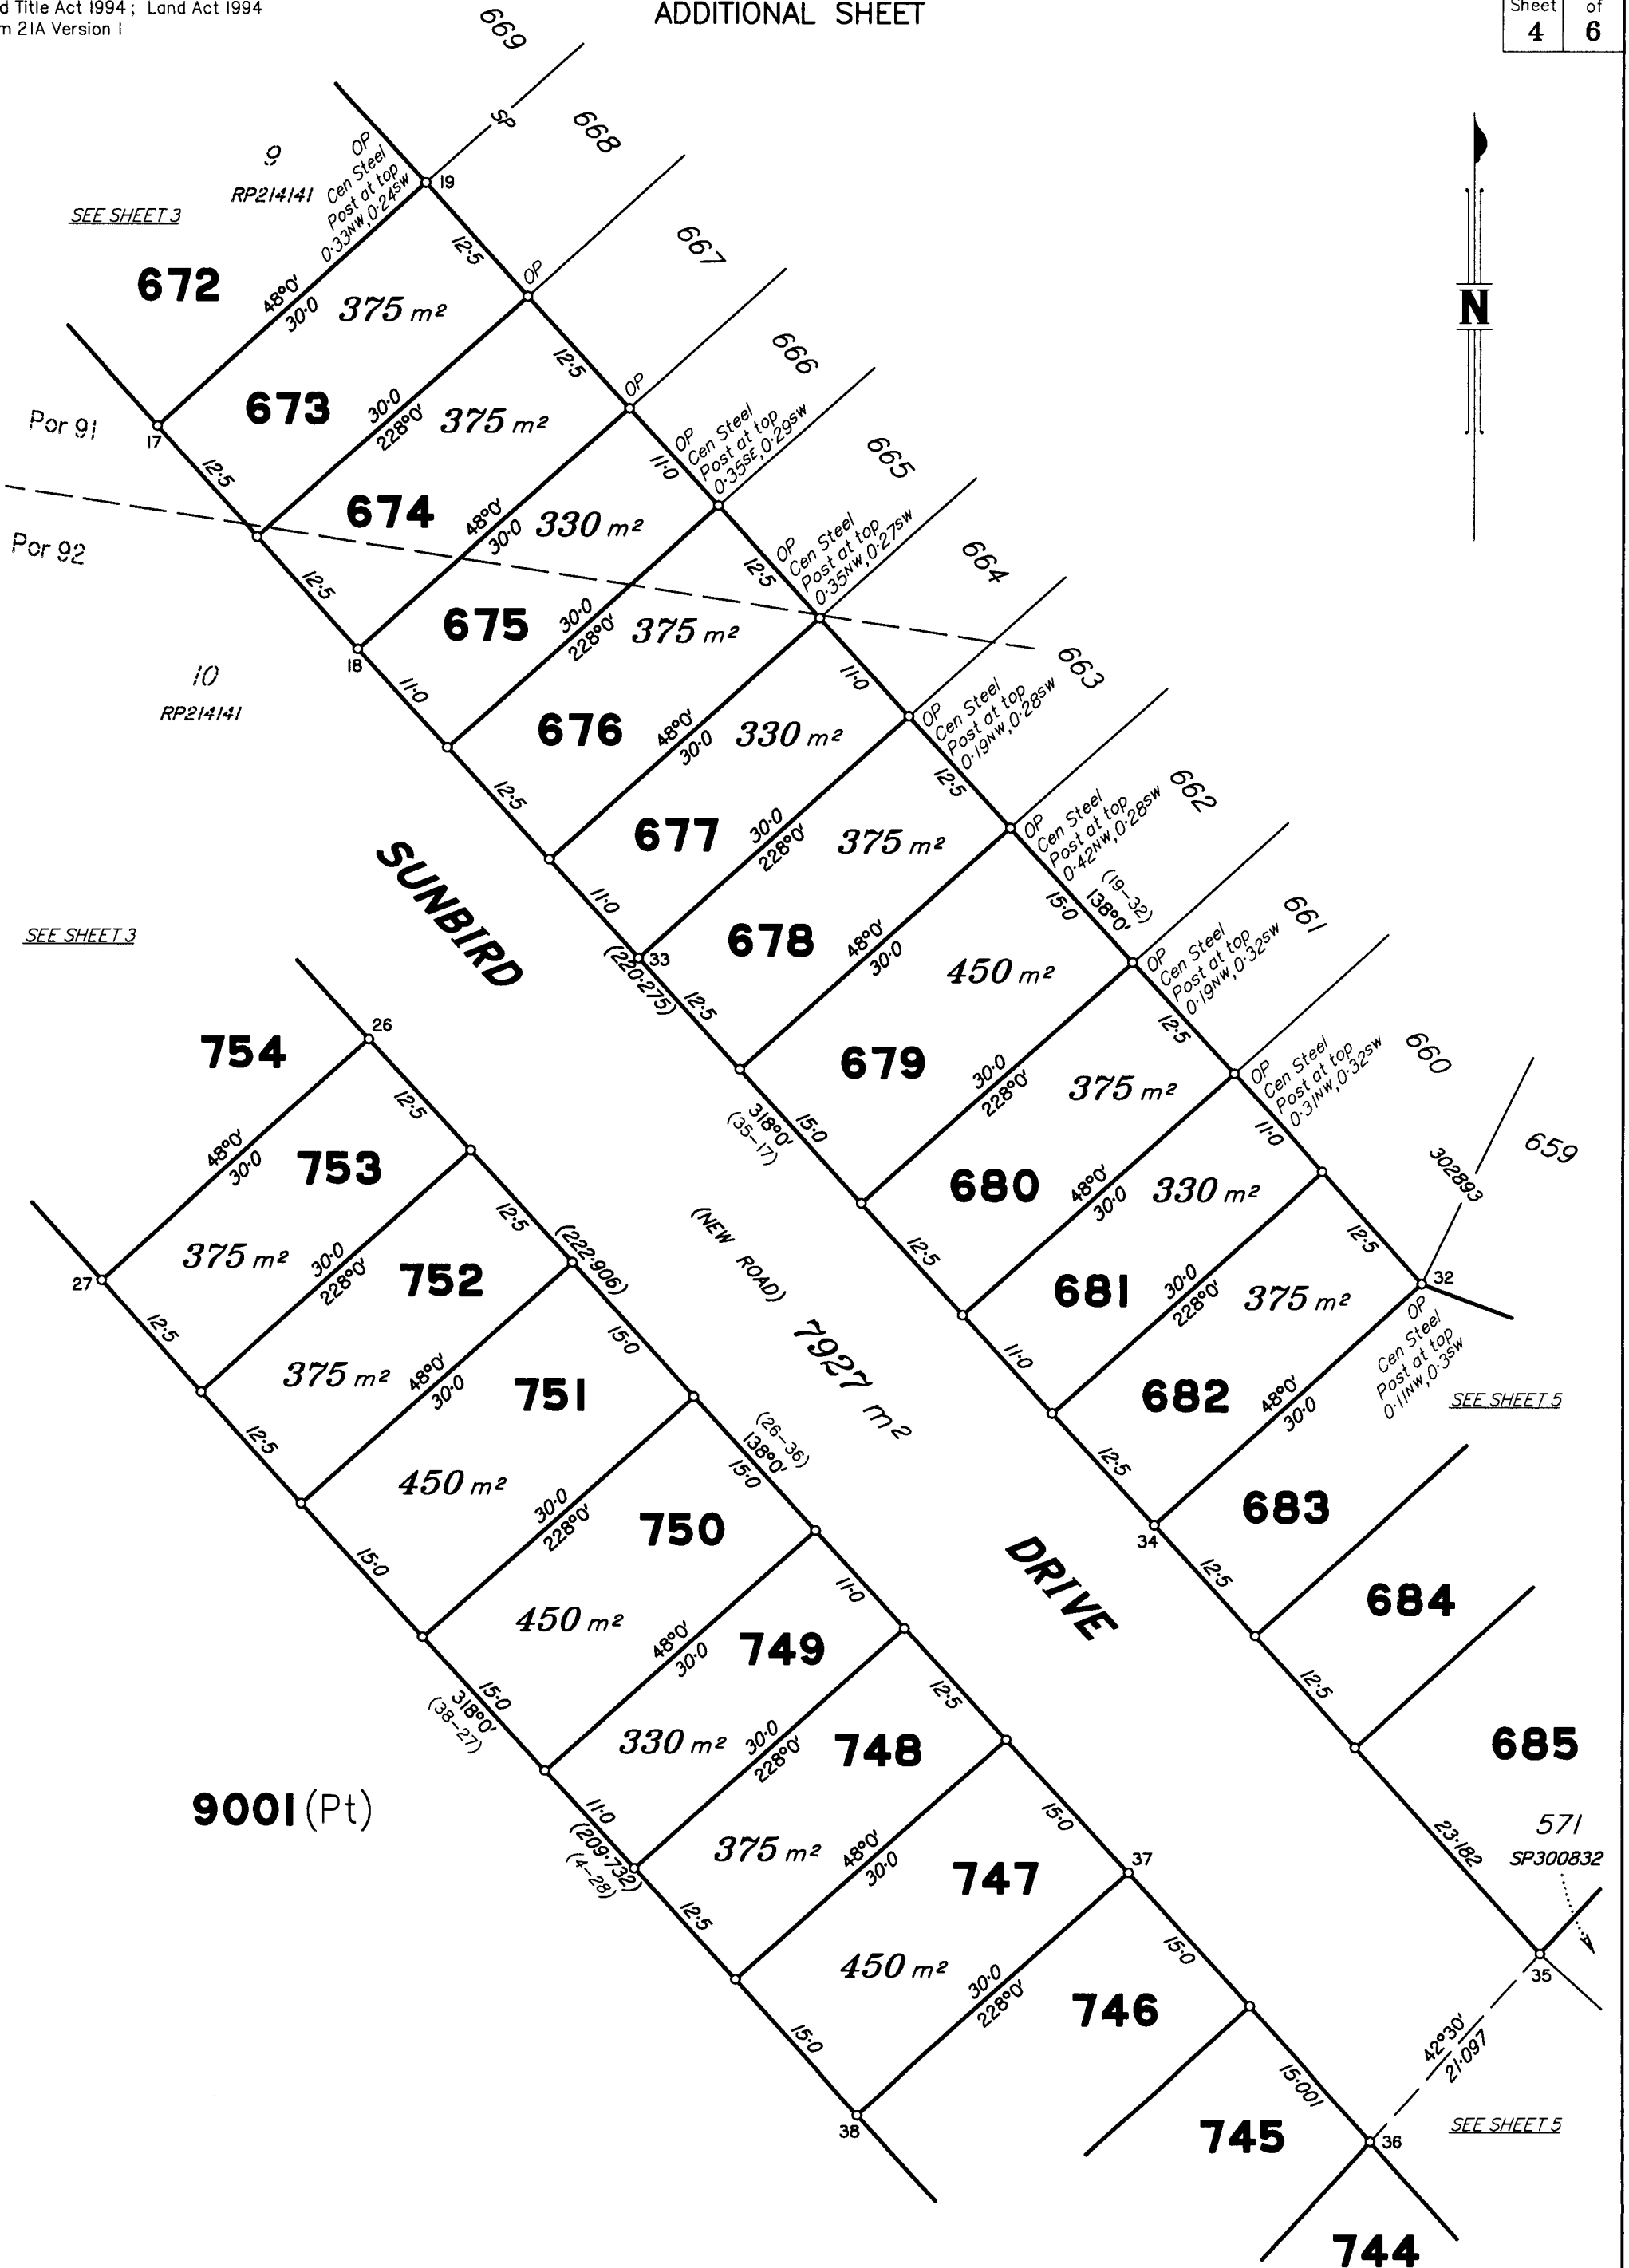 d Title Act 1994 ; Land Act 1994
m 21A Version 1
ADDITIONAL SHEET
Sheet of
4 6
669
SP
668
667
666
665
664
663
662
661
660
659
302893
9
RP214141
SEE SHEET 3
OP
Cen Steel
Post at top
0·33NW,0·24SW
19
672
48°0'
30·0
375 m²
12·5
OP
673
30·0
228°0'
375 m²
12·5
OP
Por 91
17
12·5
Por 92
674
48°0'
30·0
330 m²
11·0
OP
Cen Steel
Post at top
0·35SE,0·29SW
12·5
18
675
30·0
228°0'
375 m²
12·5
OP
Cen Steel
Post at top
0·35NW,0·27SW
10
RP214141
11·0
676
48°0'
30·0
330 m²
11·0
OP
Cen Steel
Post at top
0·19NW,0·28SW
12·5
677
30·0
228°0'
375 m²
12·5
OP
Cen Steel
Post at top
0·42NW,0·28SW
11·0
(220·275)
33
678
48°0'
30·0
450 m²
15·0
138°0'
(19–32)
OP
Cen Steel
Post at top
0·19NW,0·32SW
12·5
679
30·0
228°0'
375 m²
12·5
OP
Cen Steel
Post at top
0·31NW,0·32SW
15·0
318°0'
(35–17)
680
48°0'
30·0
330 m²
11·0
12·5
681
30·0
228°0'
375 m²
12·5
32
OP
Cen Steel
Post at top
0·11NW,0·3SW
SEE SHEET 5
11·0
682
48°0'
30·0
12·5
34
683
12·5
684
12·5
685
23·182
571
SP300832
35
SUNBIRD
DRIVE
(NEW ROAD)
7927 m²
SEE SHEET 3
754
26
48°0'
30·0
12·5
753
375 m²
30·0
228°0'
27
12·5
12·5
(222·906)
752
375 m²
48°0'
30·0
12·5
15·0
751
450 m²
30·0
228°0'
15·0
15·0
138°0'
(26–36)
750
450 m²
48°0'
30·0
15·0
318°0'
(38–27)
11·0
749
330 m²
30·0
228°0'
11·0
(209·732)
(4–28)
12·5
748
375 m²
48°0'
30·0
12·5
15·0
37
747
450 m²
30·0
228°0'
15·0
38
15·0
746
15·001
745
36
42°30'
21·097
SEE SHEET 5
744
9001 (Pt)
N